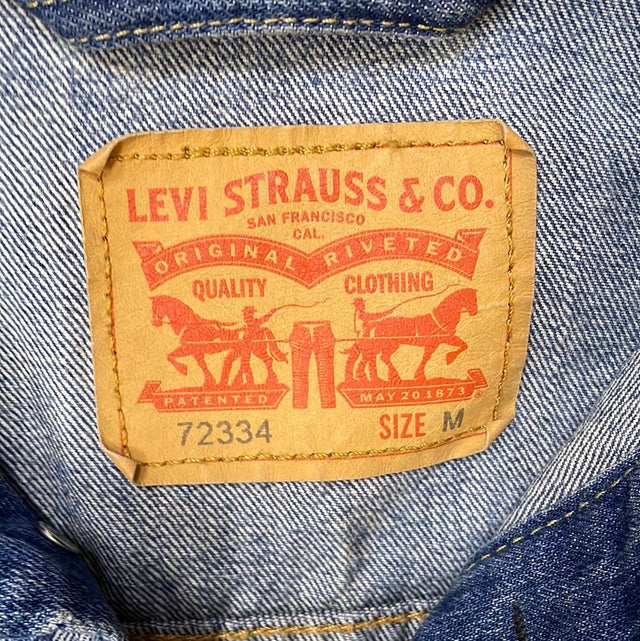 LEVI STRAUSS & CO.
SAN FRANCISCO
CAL.
ORIGINAL RIVETED
QUALITY CLOTHING
PATENTED MAY 20 1873 ®
72334 SIZE M